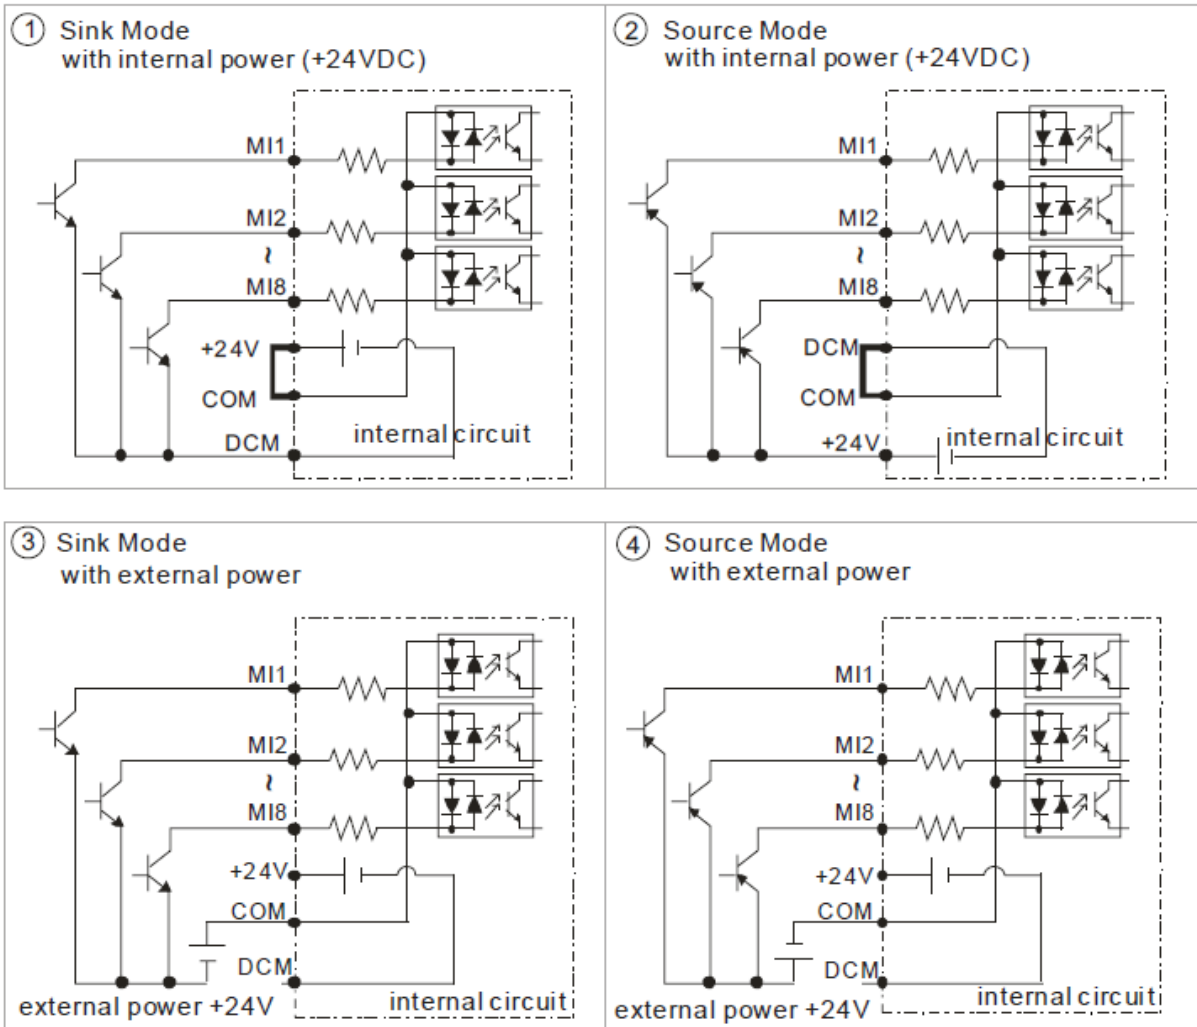 1 Sink Mode
with internal power (+24VDC)
MI1
MI2
~
MI8
+24V
COM
DCM
internal circuit
2 Source Mode
with internal power (+24VDC)
MI1
MI2
~
MI8
DCM
COM
+24V
internal circuit
3 Sink Mode
with external power
MI1
MI2
~
MI8
+24V
COM
DCM
external power +24V
internal circuit
4 Source Mode
with external power
MI1
MI2
~
MI8
+24V
COM
DCM
external power +24V
internal circuit